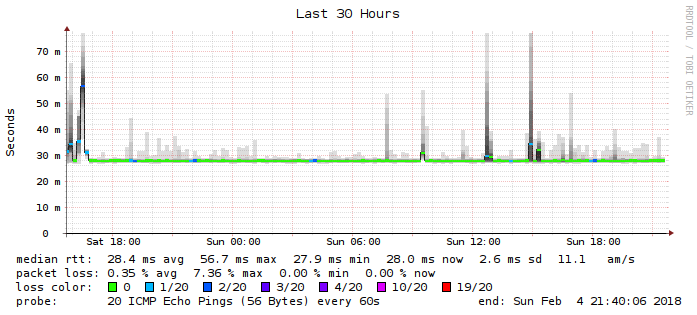 Last 30 Hours
RRDTOOL / TOBI OETIKER
Seconds
70 m
60 m
50 m
40 m
30 m
20 m
10 m
0
Sat 18:00 Sun 00:00 Sun 06:00 Sun 12:00 Sun 18:00
median rtt: 28.4 ms avg 56.7 ms max 27.9 ms min 28.0 ms now 2.6 ms sd 11.1 am/s
packet loss: 0.35 % avg 7.36 % max 0.00 % min 0.00 % now
loss color: 0 1/20 2/20 3/20 4/20 10/20 19/20
probe: 20 ICMP Echo Pings (56 Bytes) every 60s end: Sun Feb 4 21:40:06 2018